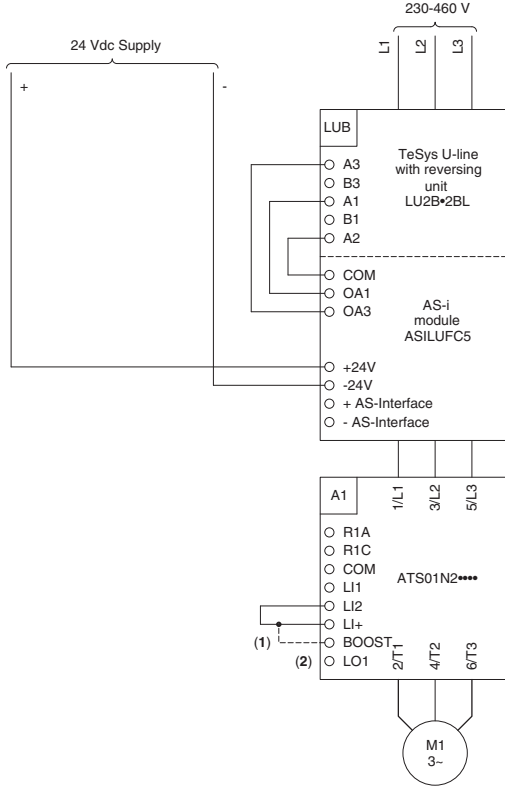 230-460 V
24 Vdc Supply
L1
L2
L3
+
-
LUB
TeSys U-line
with reversing
unit
LU2B•2BL
A3
B3
A1
B1
A2
COM
OA1
OA3
AS-i
module
ASILUFC5
+24V
-24V
+ AS-Interface
- AS-Interface
A1
1/L1
3/L2
5/L3
R1A
R1C
COM
LI1
LI2
LI+
BOOST
LO1
(1)
(2)
ATS01N2••••
2/T1
4/T2
6/T3
M1
3~